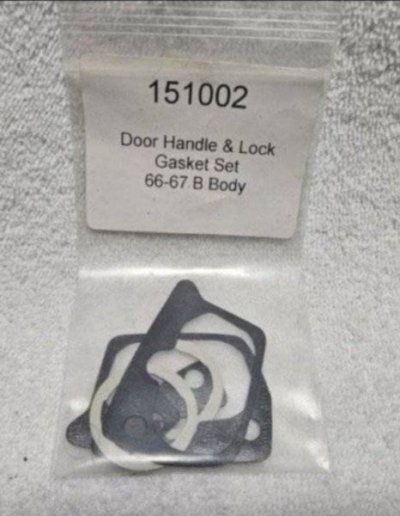 151002
Door Handle & Lock
Gasket Set
66-67 B Body